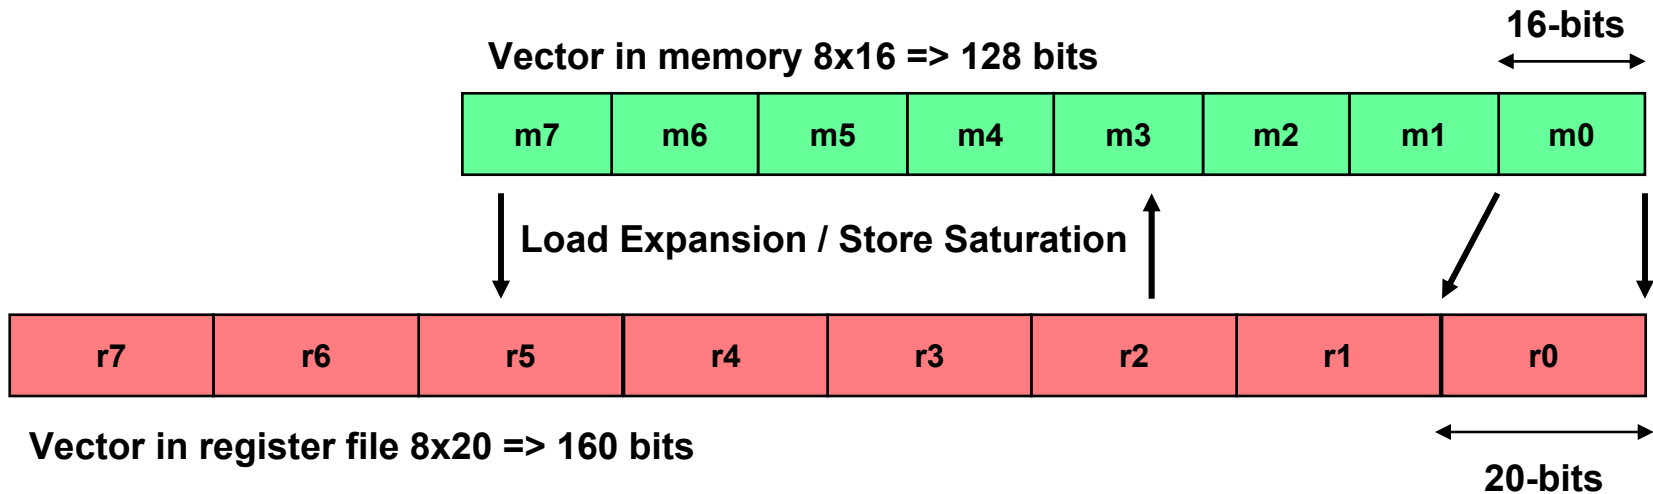 16-bits
Vector in memory 8x16 => 128 bits
m7 m6 m5 m4 m3 m2 m1 m0
Load Expansion / Store Saturation
r7 r6 r5 r4 r3 r2 r1 r0
Vector in register file 8x20 => 160 bits
20-bits